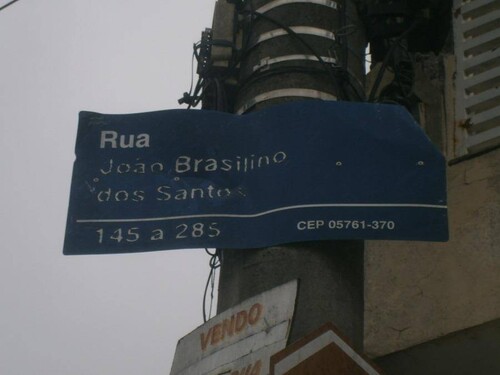 Rua
João Brasilino
dos Santos
145 a 285
CEP 05761-370
VENDO